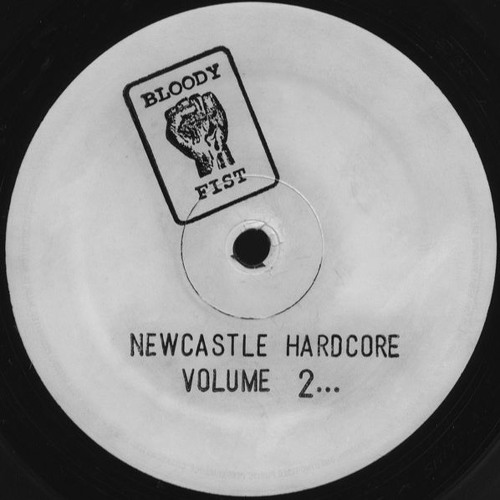 BLOODY
FIST
NEWCASTLE HARDCORE
VOLUME 2...